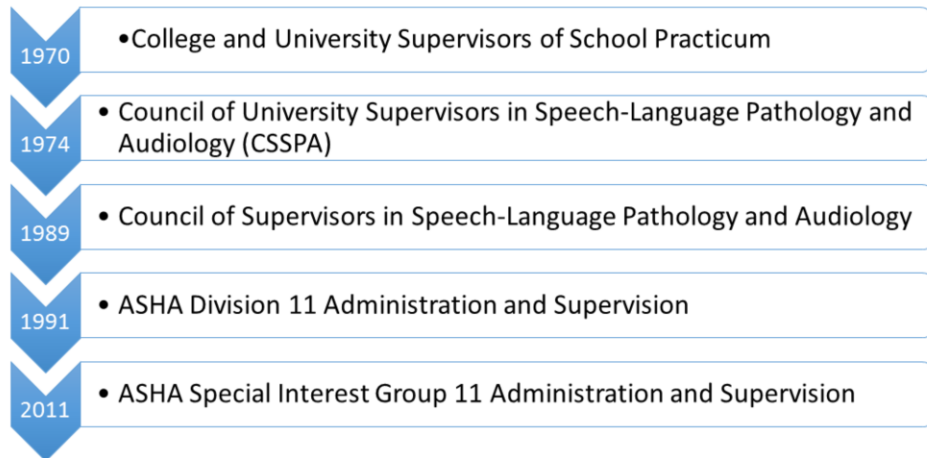 1970
•College and University Supervisors of School Practicum
1974
• Council of University Supervisors in Speech-Language Pathology and
Audiology (CSSPA)
1989
• Council of Supervisors in Speech-Language Pathology and Audiology
1991
• ASHA Division 11 Administration and Supervision
2011
• ASHA Special Interest Group 11 Administration and Supervision